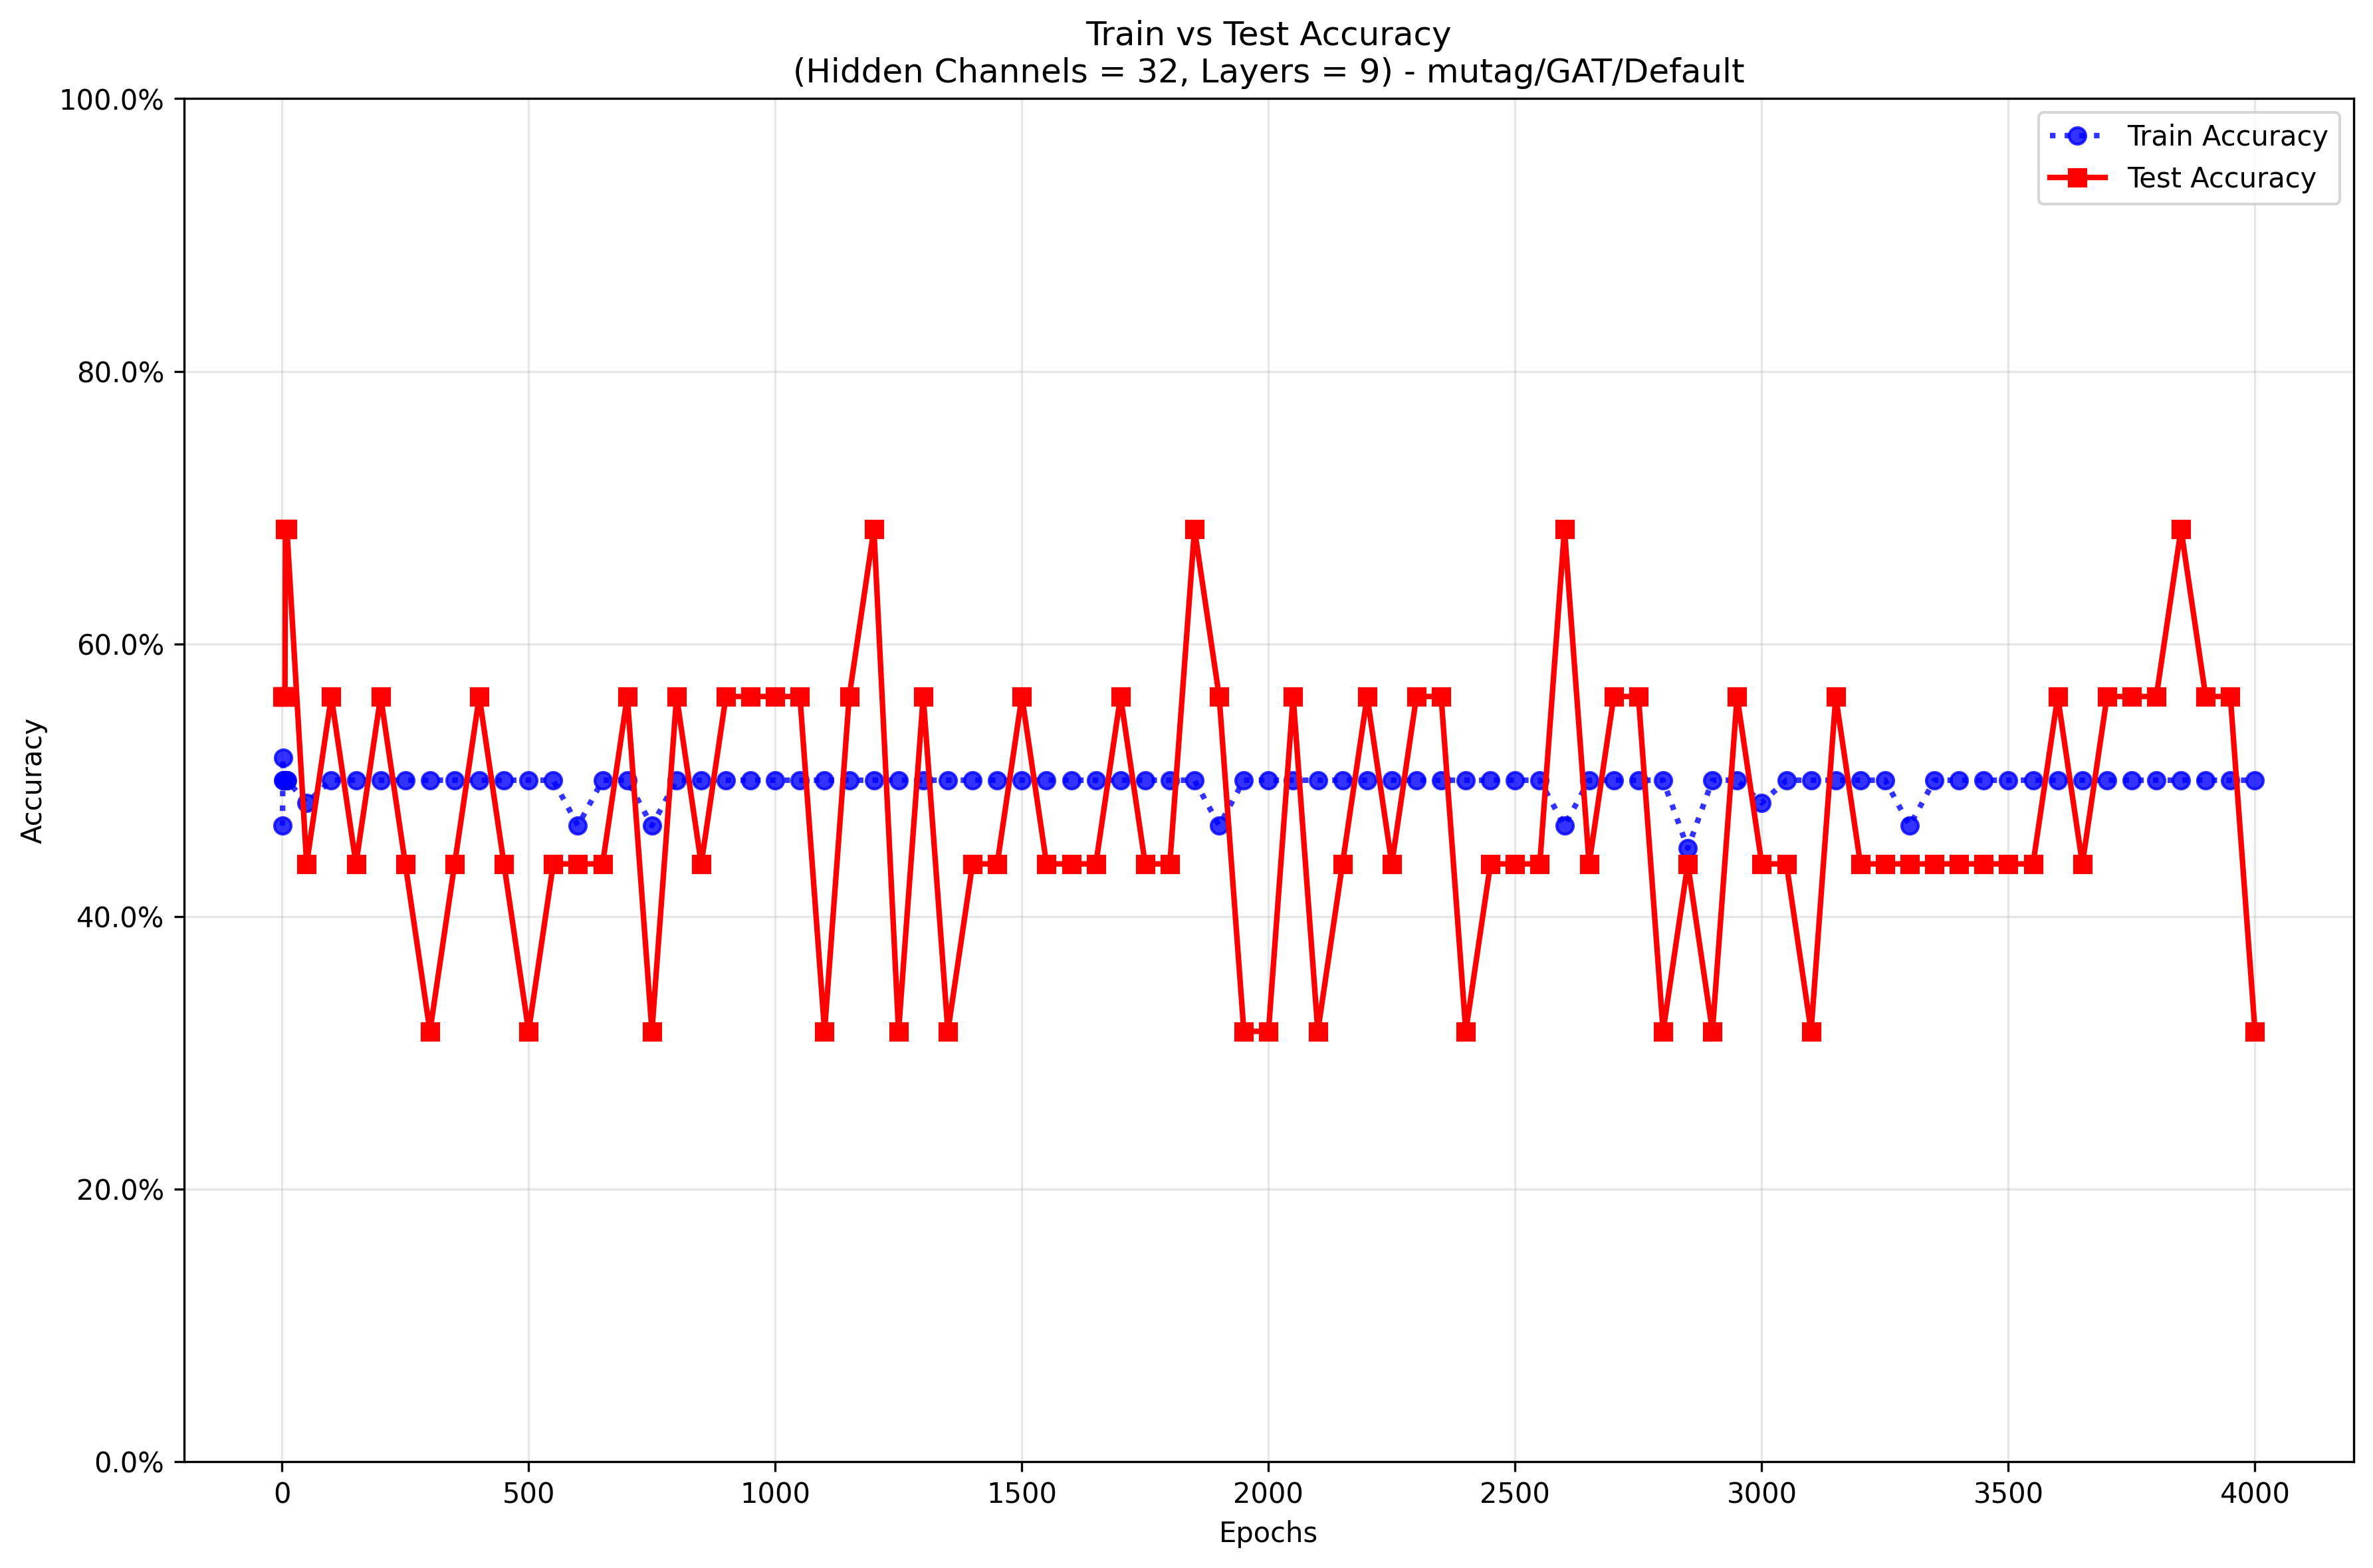 Train vs Test Accuracy
(Hidden Channels = 32, Layers = 9) - mutag/GAT/Default
100.0%
80.0%
60.0%
40.0%
20.0%
0.0%
Accuracy
Train Accuracy
Test Accuracy
0
500
1000
1500
2000
2500
3000
3500
4000
Epochs